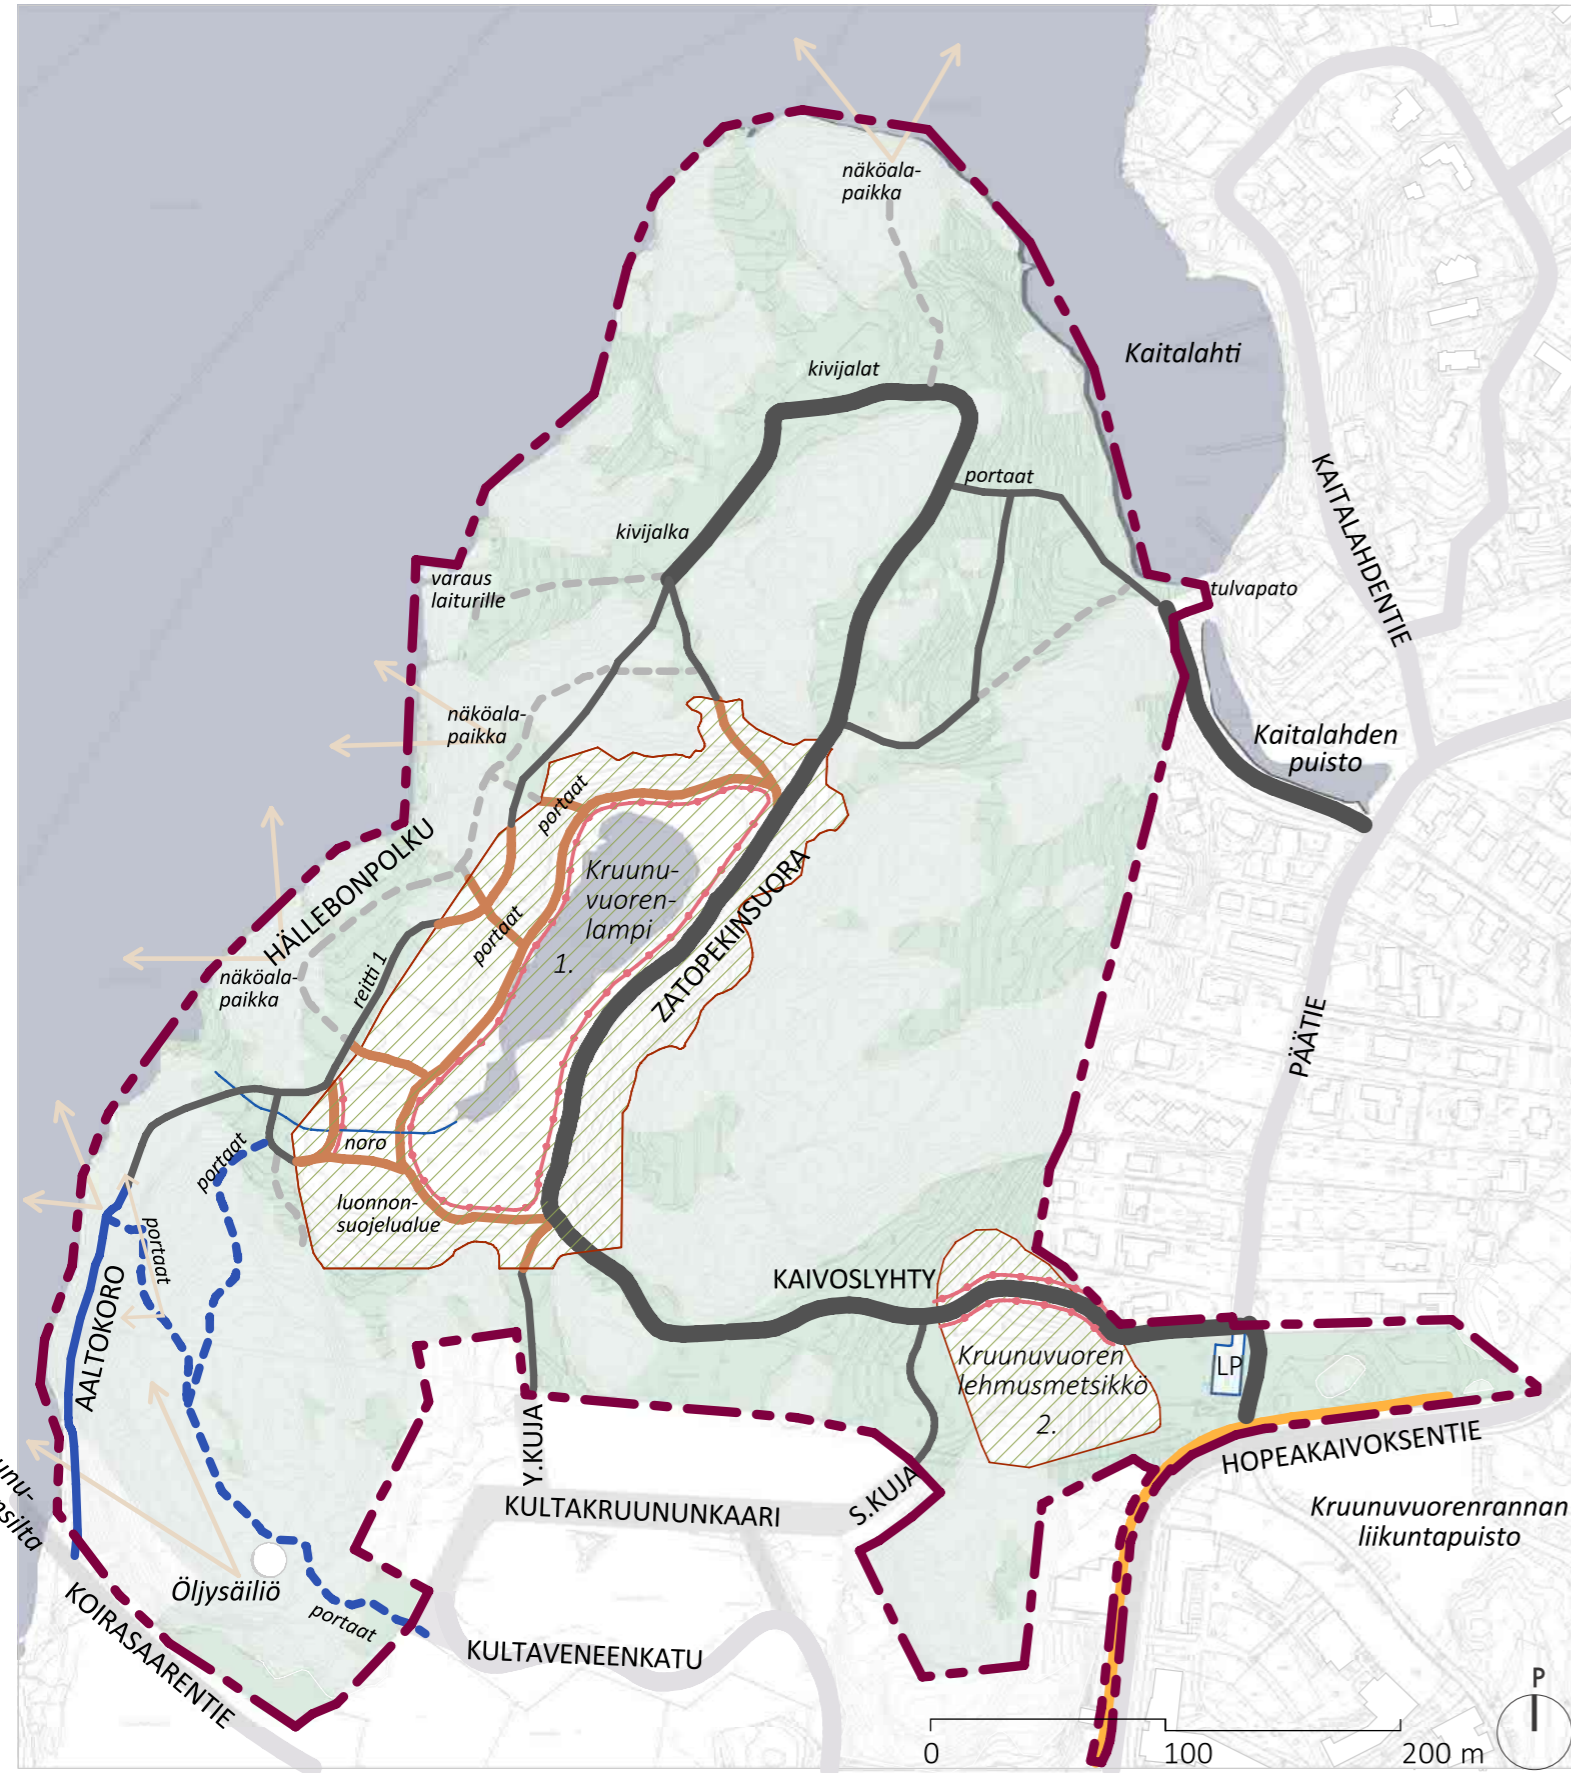 näköala-
paikka
Kaitalahti
kivijalat
portaat
kivijalka
KAITALAHDENTIE
varaus
laiturille
tulvapato
näköala-
paikka
Kaitalahden
puisto
portaat
HÄLLEBONPOLKU
Kruunu-
vuoren-
lampi
1.
ZATOPEKINSUORA
portaat
näköala-
paikka
reitti 1
PÄÄTIE
noro
portaat
luonnon-
suojelualue
portaat
AALTOKORO
KAIVOSLYHTY
Kruunuvuoren
lehmusmetsikkö
2.
LP
Y.KUJA
S.KUJA
HOPEAKAIVOKSENTIE
KULTAKRUUNUNKAARI
Kruunuvuorenrannan
liikuntapuisto
Öljysäiliö
portaat
KOIRASAARENTIE
KULTAVENEENKATU
P
0 100 200 m